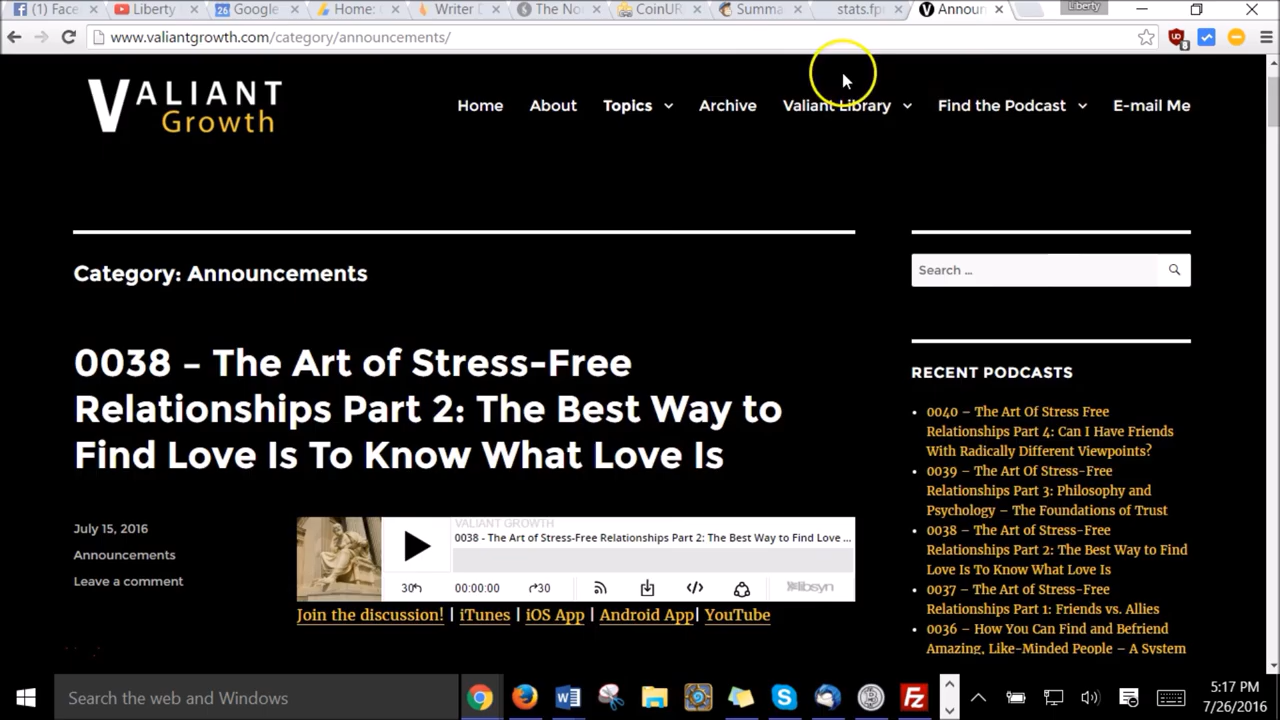 (1) Face
Liberty
Google
Home:
Writer D
The No
CoinUR
Summa
stats.fp
Announ
Liberty
www.valiantgrowth.com/category/announcements/
VALIANT
Growth
Home
About
Topics
Archive
Valiant Library
Find the Podcast
E-mail Me
Category: Announcements
Search …
0038 – The Art of Stress-Free
Relationships Part 2: The Best Way to
Find Love Is To Know What Love Is
July 15, 2016
Announcements
Leave a comment
VALIANT GROWTH
0038 - The Art of Stress-Free Relationships Part 2: The Best Way to Find Love ...
30
00:00:00
30
libsyn
Join the discussion! | iTunes | iOS App | Android App| YouTube
RECENT PODCASTS
0040 – The Art Of Stress Free
Relationships Part 4: Can I Have Friends
With Radically Different Viewpoints?
0039 – The Art Of Stress-Free
Relationships Part 3: Philosophy and
Psychology – The Foundations of Trust
0038 – The Art of Stress-Free
Relationships Part 2: The Best Way to Find
Love Is To Know What Love Is
0037 – The Art of Stress-Free
Relationships Part 1: Friends vs. Allies
0036 – How You Can Find and Befriend
Amazing, Like-Minded People – A System
Search the web and Windows
5:17 PM
7/26/2016